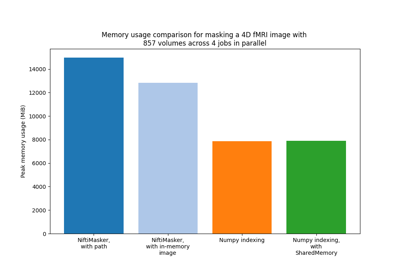 Memory usage comparison for masking a 4D fMRI image with
857 volumes across 4 jobs in parallel
Peak memory usage (MiB)
14000
12000
10000
8000
6000
4000
2000
0
NiftiMasker,
with path
NiftiMasker,
with in-memory
image
Numpy indexing
Numpy indexing,
with
SharedMemory